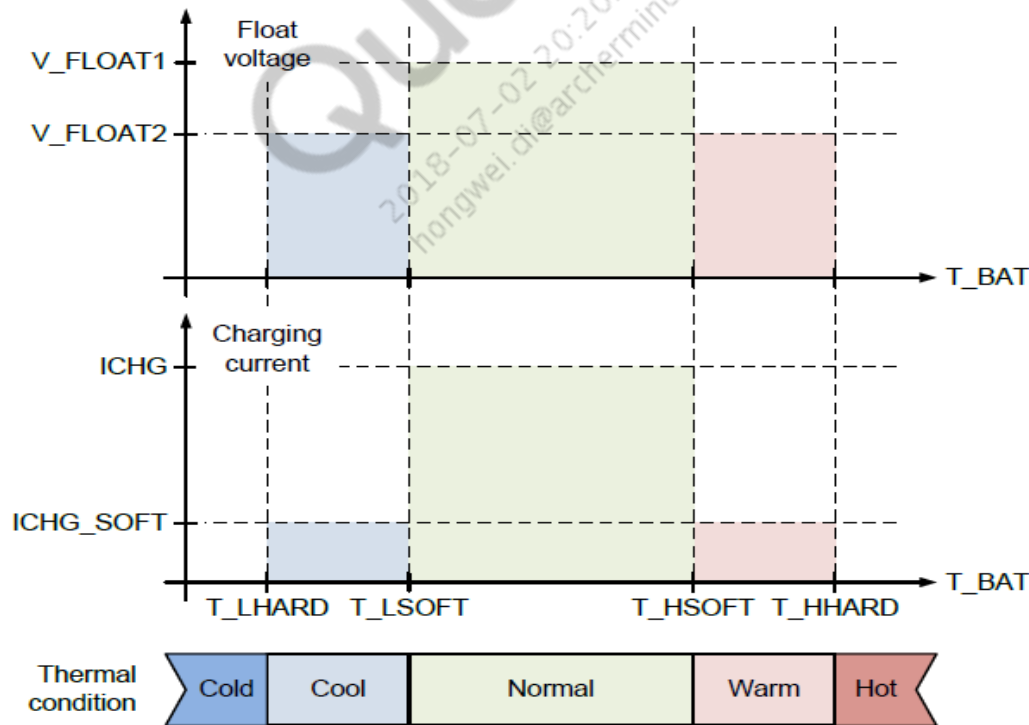 Float
voltage
V_FLOAT1
V_FLOAT2
T_BAT
Charging
current
ICHG
ICHG_SOFT
T_BAT
T_LHARD T_LSOFT T_HSOFT T_HHARD
Thermal
condition
Cold Cool Normal Warm Hot